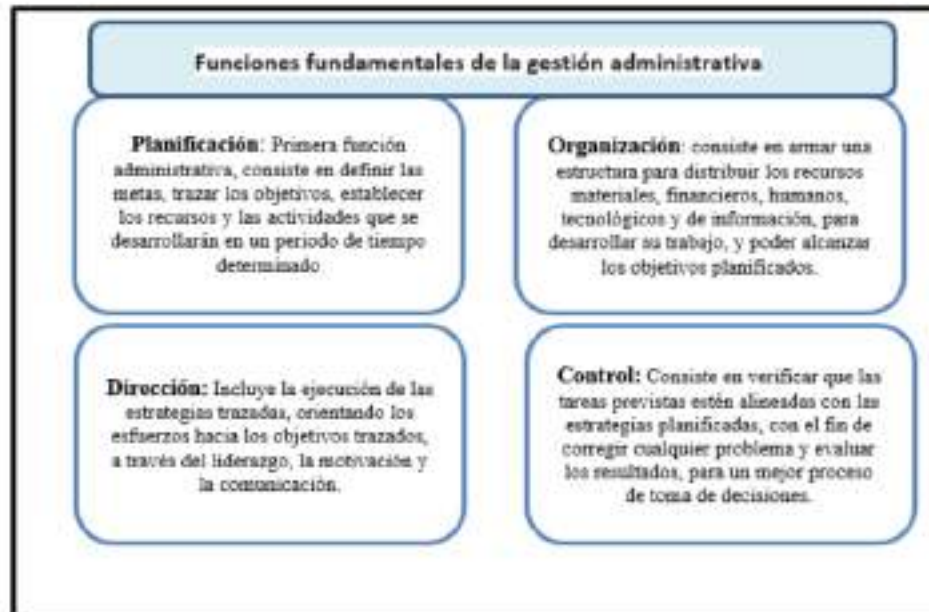 Funciones fundamentales de la gestión administrativa
Planificación: Primera función
administrativa, consiste en definir las
metas, trazar los objetivos, establecer
los recursos y las actividades que se
desarrollarán en un periodo de tiempo
determinado
Organización: consiste en armar una
estructura para distribuir los recursos
materiales, financieros, humanos,
tecnológicos y de información, para
desarrollar su trabajo, y poder alcanzar
los objetivos planificados.
Dirección: Incluye la ejecución de las
estrategias trazadas, orientando los
esfuerzos hacia los objetivos trazados,
a través del liderazgo, la motivación y
la comunicación.
Control: Consiste en verificar que las
tareas previstas estén alineadas con las
estrategias planificadas, con el fin de
corregir cualquier problema y evaluar
los resultados, para un mejor proceso
de toma de decisiones.